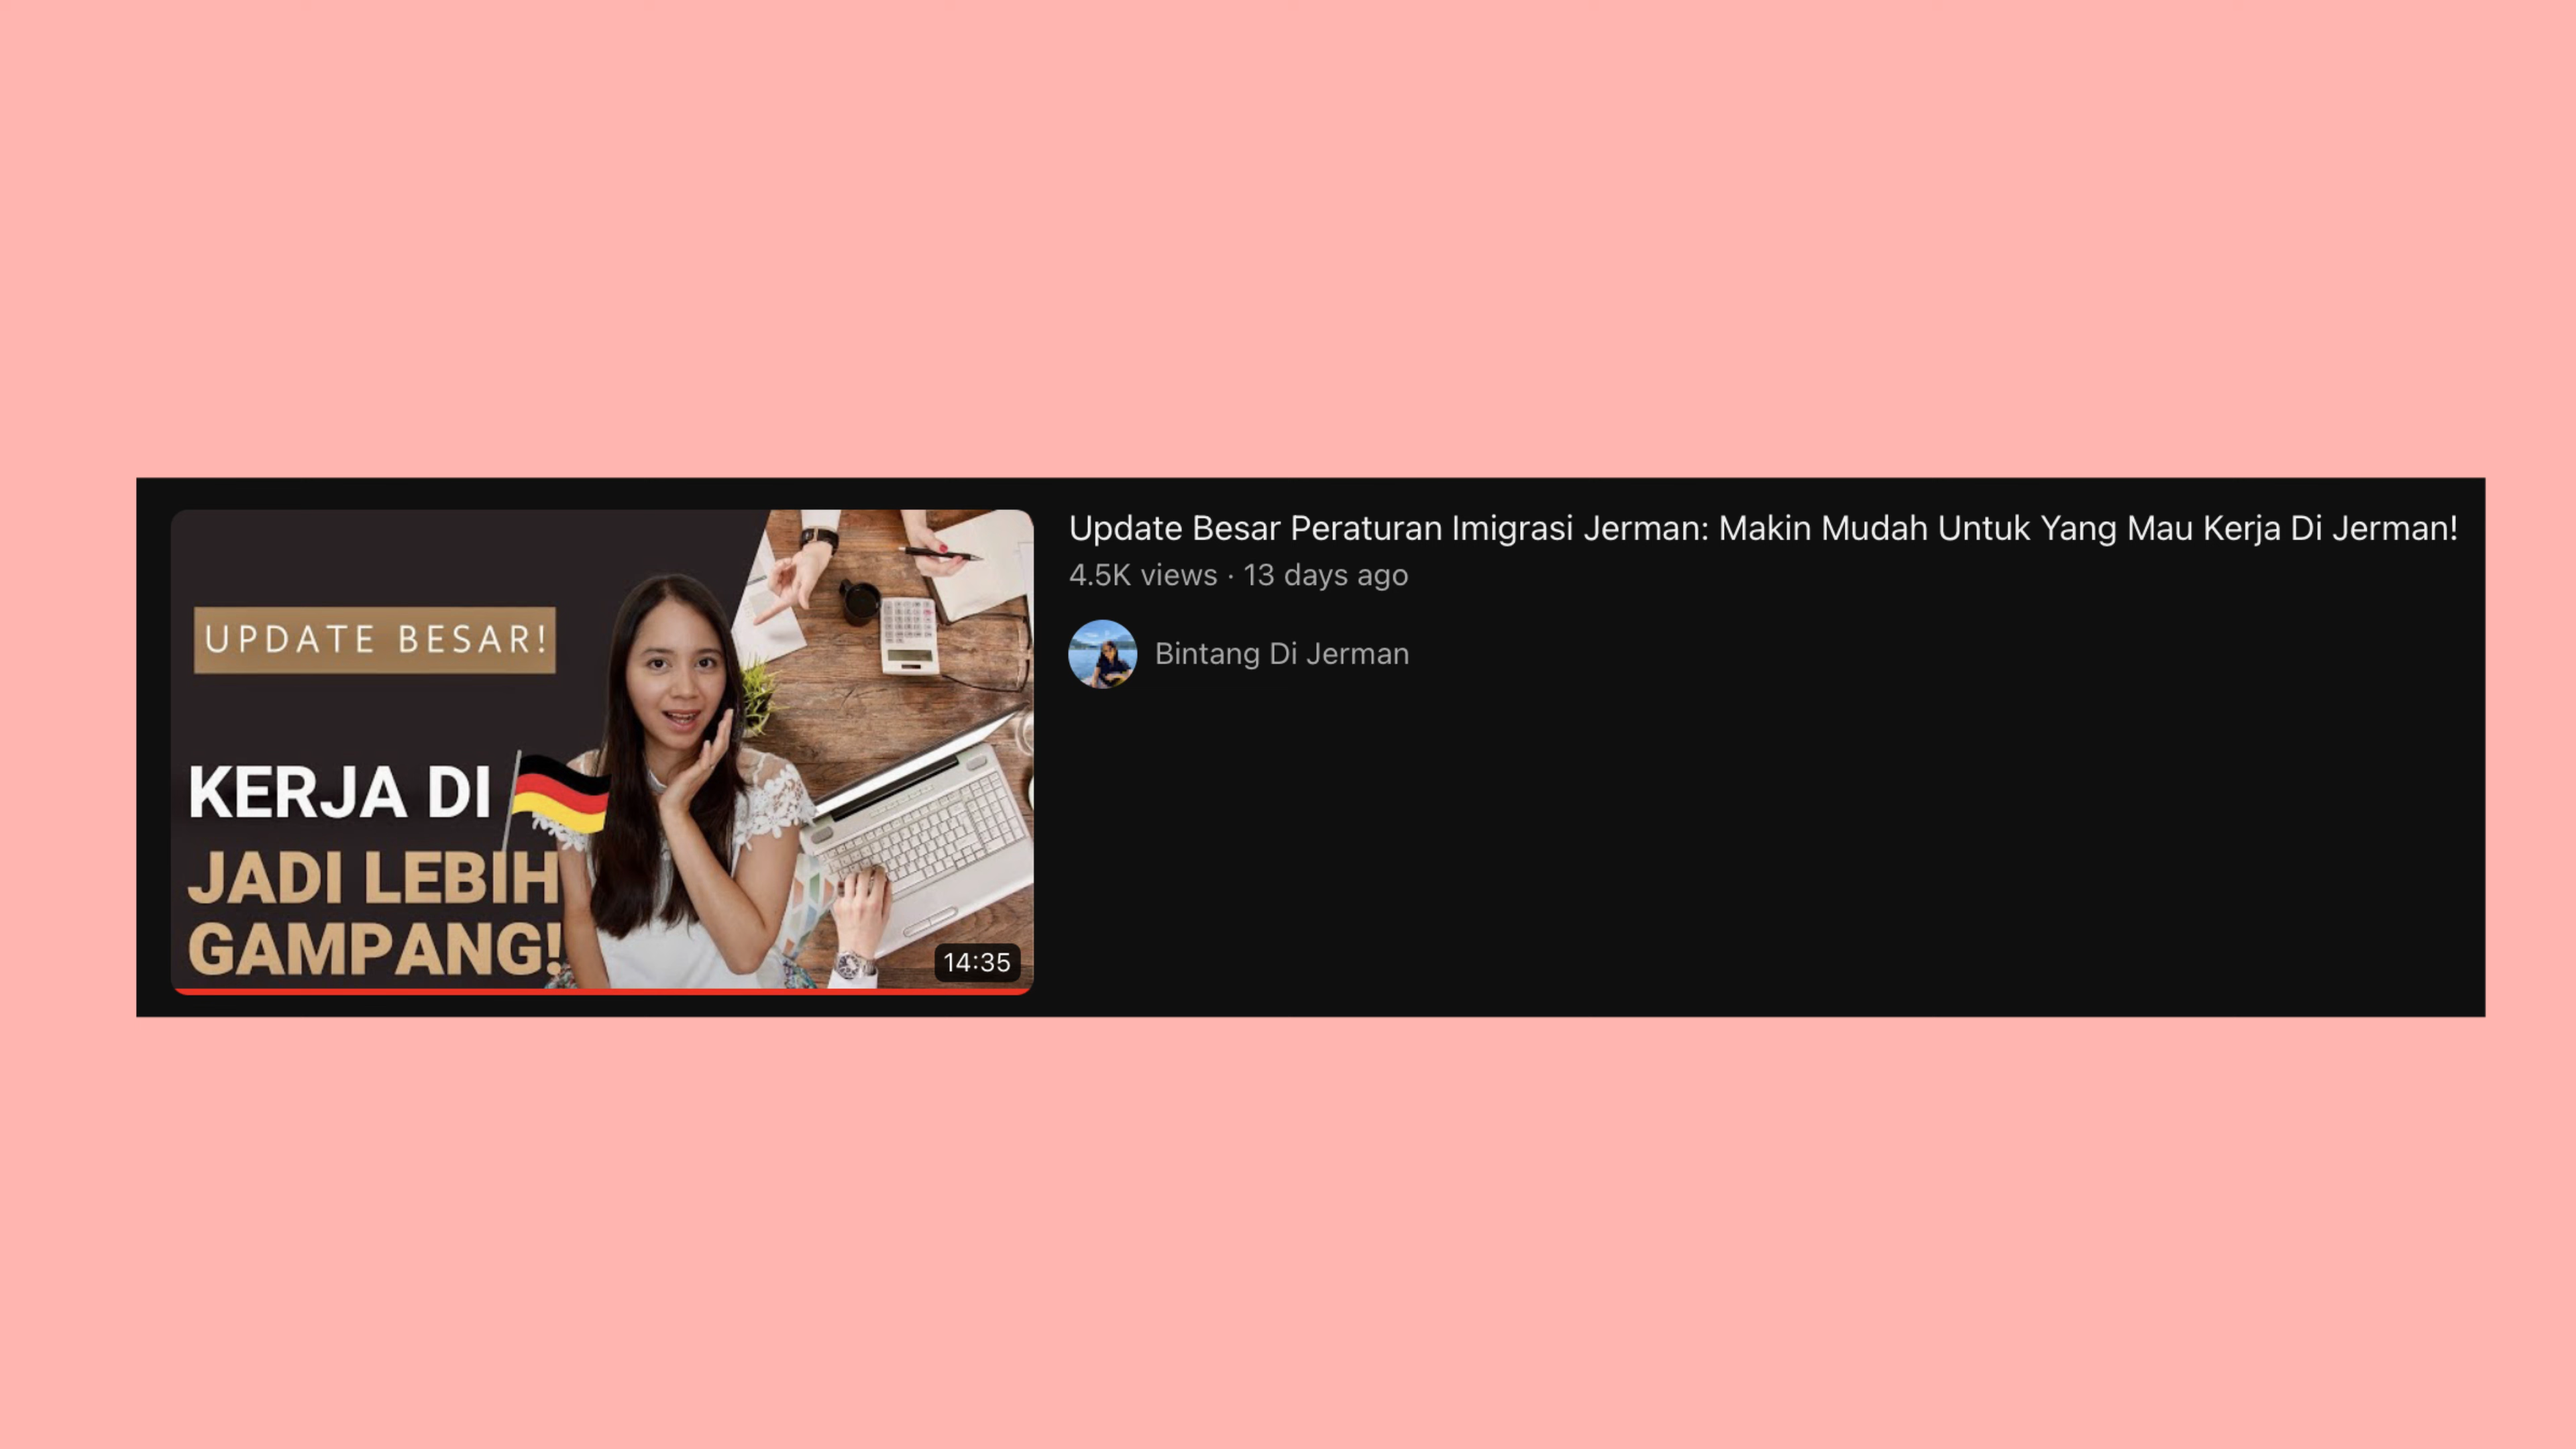 UPDATE BESAR!
KERJA DI
JADI LEBIH
GAMPANG!
14:35
Update Besar Peraturan Imigrasi Jerman: Makin Mudah Untuk Yang Mau Kerja Di Jerman!
4.5K views · 13 days ago
Bintang Di Jerman